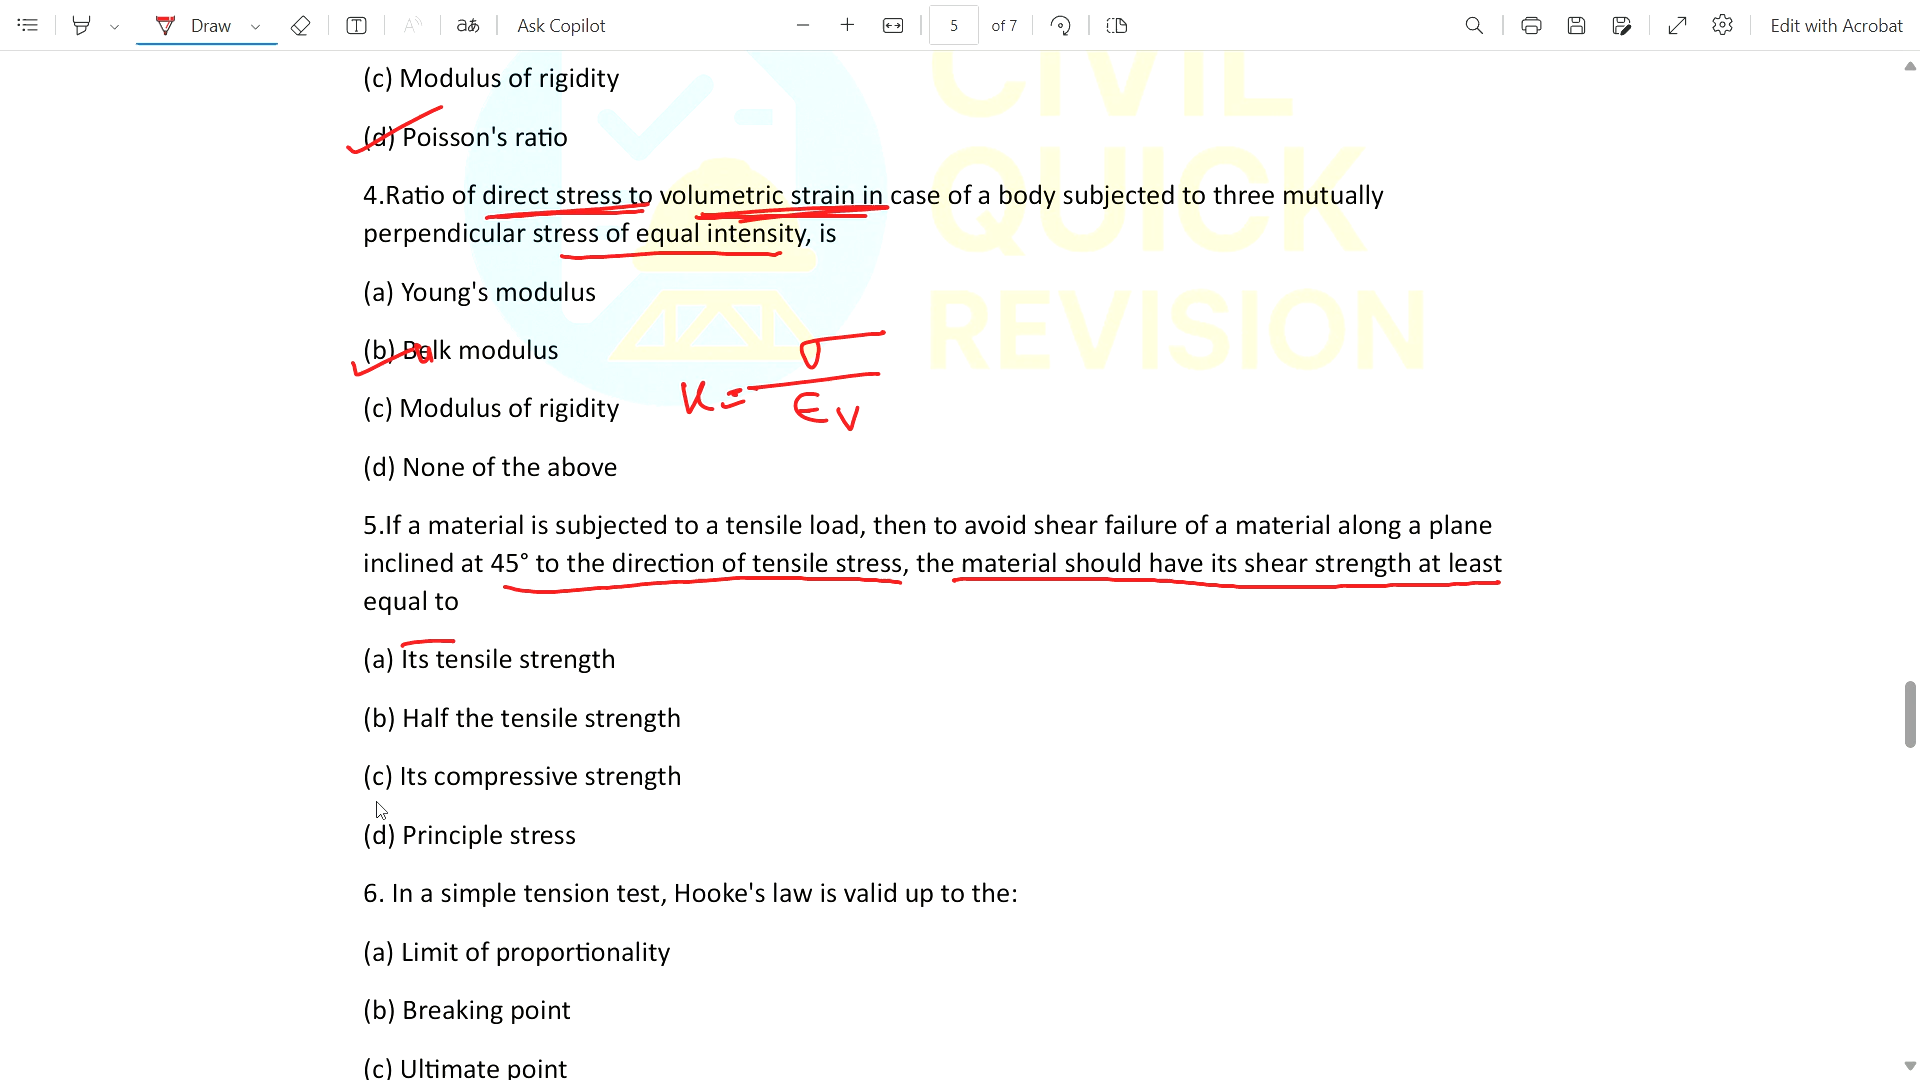 Draw
Ask Copilot
5 of 7
Edit with Acrobat
CIVIL
QUICK
REVISION
(c) Modulus of rigidity
(d) Poisson's ratio
4.Ratio of direct stress to volumetric strain in case of a body subjected to three mutually
perpendicular stress of equal intensity, is
(a) Young's modulus
(b) Bulk modulus
(c) Modulus of rigidity
K = σ / ϵv
(d) None of the above
5.If a material is subjected to a tensile load, then to avoid shear failure of a material along a plane
inclined at 45° to the direction of tensile stress, the material should have its shear strength at least
equal to
(a) Its tensile strength
(b) Half the tensile strength
(c) Its compressive strength
(d) Principle stress
6. In a simple tension test, Hooke's law is valid up to the:
(a) Limit of proportionality
(b) Breaking point
(c) Ultimate point